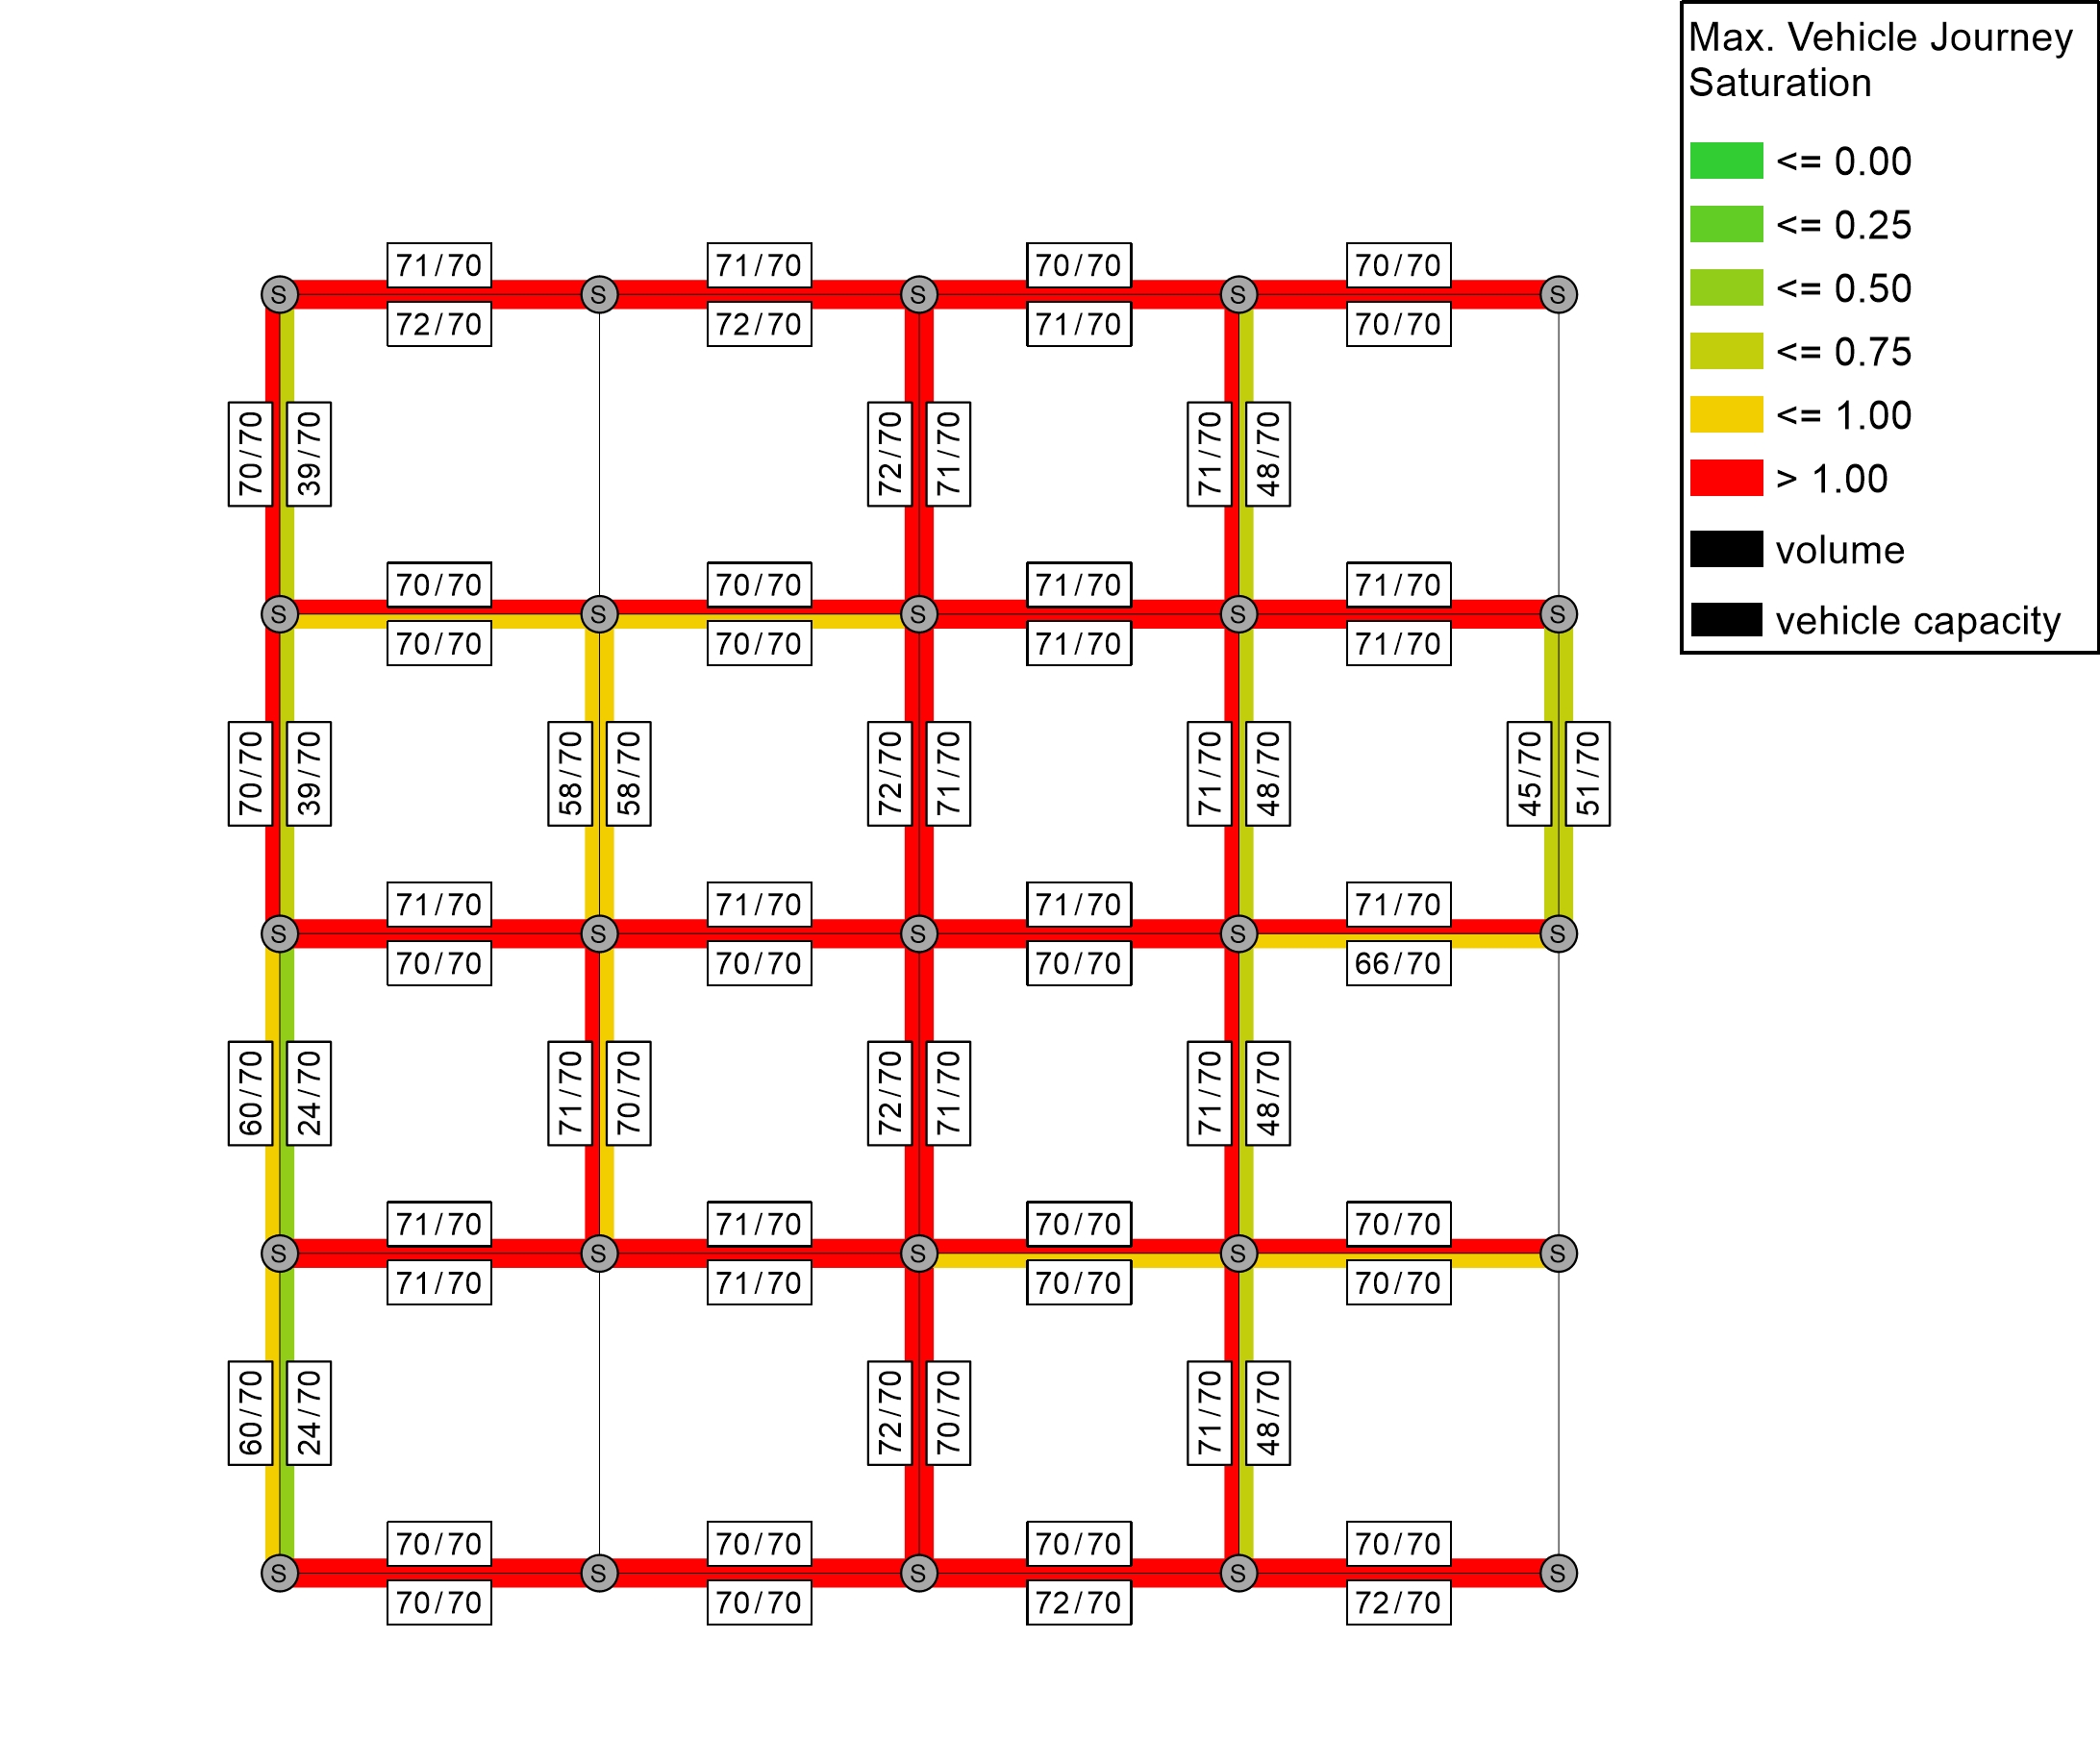 Max. Vehicle Journey
Saturation
<= 0.00
<= 0.25
<= 0.50
<= 0.75
<= 1.00
> 1.00
volume
vehicle capacity
71/70 71/70 70/70 70/70
S S S S S
72/70 72/70 71/70 70/70
70/70 39/70 72/70 71/70 71/70 48/70
70/70 70/70 71/70 71/70
S S S S S
70/70 70/70 71/70 71/70
70/70 39/70 58/70 58/70 72/70 71/70 71/70 48/70 45/70 51/70
71/70 71/70 71/70 71/70
S S S S S
70/70 70/70 70/70 66/70
60/70 24/70 71/70 70/70 72/70 71/70 71/70 48/70
71/70 71/70 70/70 70/70
S S S S S
71/70 71/70 70/70 70/70
60/70 24/70 72/70 70/70 71/70 48/70
70/70 70/70 70/70 70/70
S S S S S
70/70 70/70 72/70 72/70